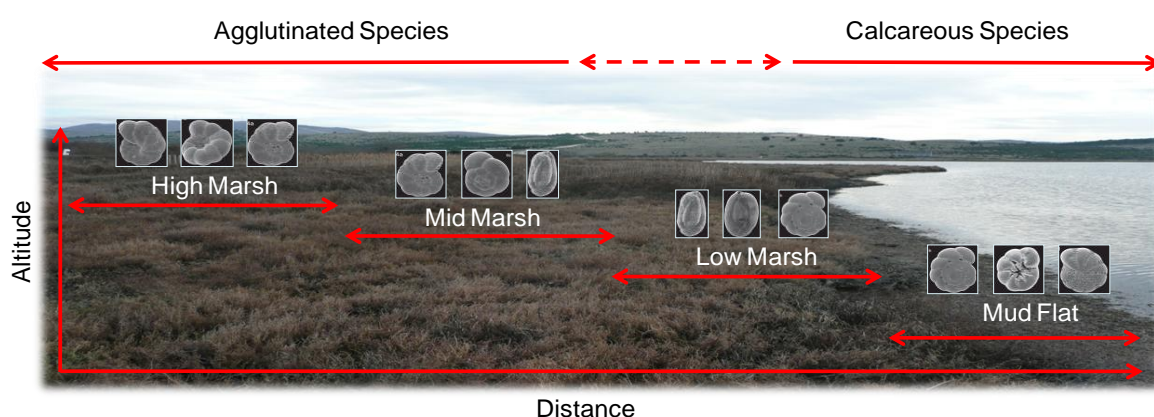 Agglutinated Species
Calcareous Species
High Marsh
Mid Marsh
Low Marsh
Mud Flat
Altitude
Distance